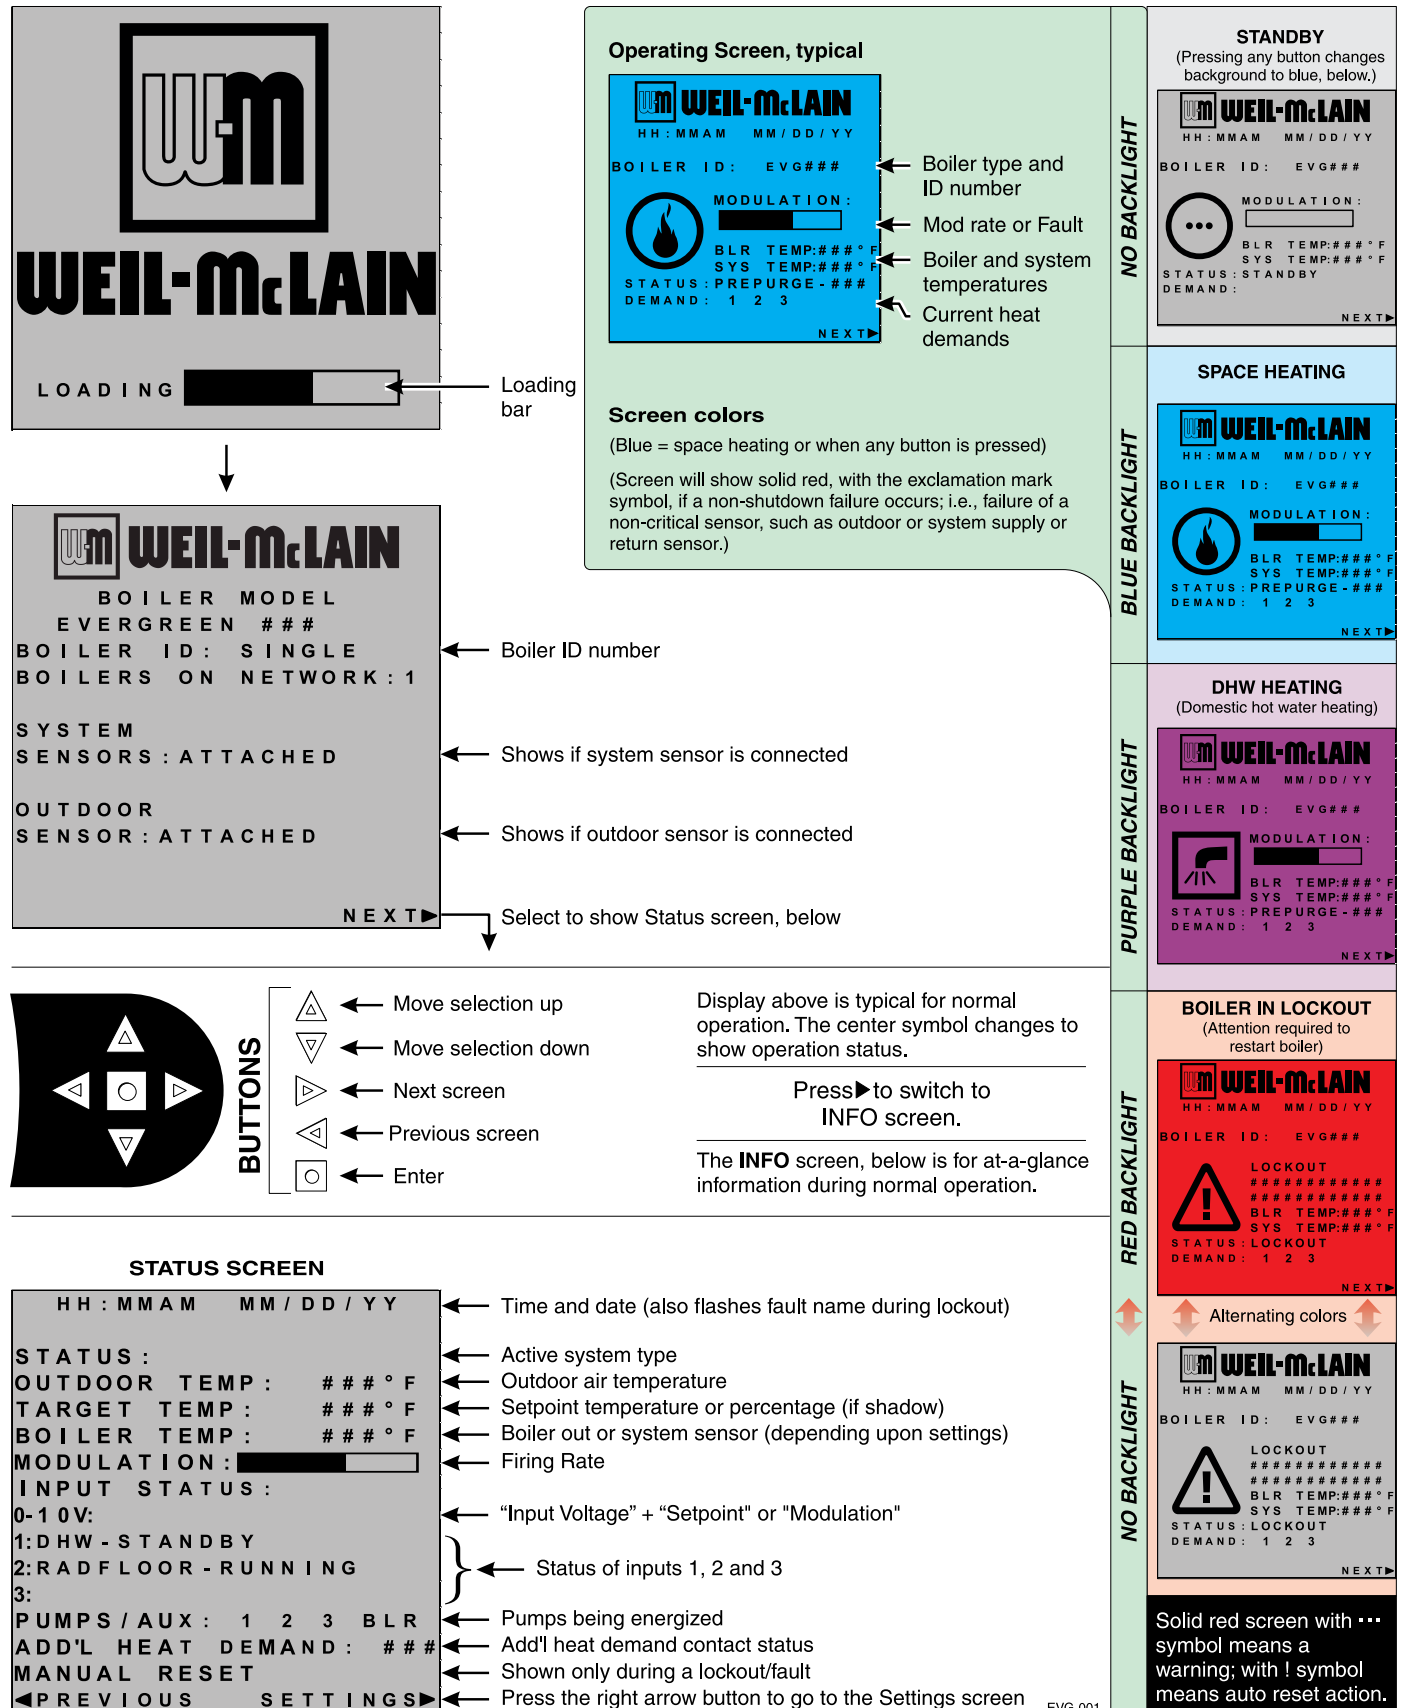 WM
WEIL-McLAIN
LOADING
Loading
bar
WM WEIL-McLAIN
BOILER MODEL
EVERGREEN ###
BOILER ID: SINGLE
BOILERS ON NETWORK:1
SYSTEM
SENSORS:ATTACHED
OUTDOOR
SENSOR:ATTACHED
NEXT▶
Boiler ID number
Shows if system sensor is connected
Shows if outdoor sensor is connected
Select to show Status screen, below
Operating Screen, typical
WM WEIL-McLAIN
HH:MMAM MM/DD/YY
BOILER ID: EVG###
MODULATION:
BLR TEMP:###°F
SYS TEMP:###°F
STATUS:PREPURGE-###
DEMAND: 1 2 3
NEXT▶
Boiler type and
ID number
Mod rate or Fault
Boiler and system
temperatures
Current heat
demands
Screen colors
(Blue = space heating or when any button is pressed)
(Screen will show solid red, with the exclamation mark
symbol, if a non-shutdown failure occurs; i.e., failure of a
non-critical sensor, such as outdoor or system supply or
return sensor.)
BUTTONS
Move selection up
Move selection down
Next screen
Previous screen
Enter
Display above is typical for normal
operation. The center symbol changes to
show operation status.
Press▶to switch to
INFO screen.
The INFO screen, below is for at-a-glance
information during normal operation.
STATUS SCREEN
HH:MMAM MM/DD/YY
STATUS:
OUTDOOR TEMP: ###°F
TARGET TEMP: ###°F
BOILER TEMP: ###°F
MODULATION:
INPUT STATUS:
0-10V:
1:DHW-STANDBY
2:RADFLOOR-RUNNING
3:
PUMPS/AUX: 1 2 3 BLR
ADD'L HEAT DEMAND: ###
MANUAL RESET
◀PREVIOUS SETTINGS▶
Time and date (also flashes fault name during lockout)
Active system type
Outdoor air temperature
Setpoint temperature or percentage (if shadow)
Boiler out or system sensor (depending upon settings)
Firing Rate
“Input Voltage” + “Setpoint" or "Modulation"
Status of inputs 1, 2 and 3
Pumps being energized
Add'l heat demand contact status
Shown only during a lockout/fault
Press the right arrow button to go to the Settings screen
EVG-001
NO BACKLIGHT
STANDBY
(Pressing any button changes
background to blue, below.)
WM WEIL-McLAIN
HH:MMAM MM/DD/YY
BOILER ID: EVG###
MODULATION:
BLR TEMP:###°F
SYS TEMP:###°F
STATUS:STANDBY
DEMAND:
NEXT▶
BLUE BACKLIGHT
SPACE HEATING
WM WEIL-McLAIN
HH:MMAM MM/DD/YY
BOILER ID: EVG###
MODULATION:
BLR TEMP:###°F
SYS TEMP:###°F
STATUS:PREPURGE-###
DEMAND: 1 2 3
NEXT▶
PURPLE BACKLIGHT
DHW HEATING
(Domestic hot water heating)
WM WEIL-McLAIN
HH:MMAM MM/DD/YY
BOILER ID: EVG###
MODULATION:
BLR TEMP:###°F
SYS TEMP:###°F
STATUS:PREPURGE-###
DEMAND: 1 2 3
NEXT▶
RED BACKLIGHT
BOILER IN LOCKOUT
(Attention required to
restart boiler)
WM WEIL-McLAIN
HH:MMAM MM/DD/YY
BOILER ID: EVG###
LOCKOUT
############
############
BLR TEMP:###°F
SYS TEMP:###°F
STATUS:LOCKOUT
DEMAND: 1 2 3
NEXT▶
Alternating colors
NO BACKLIGHT
WM WEIL-McLAIN
HH:MMAM MM/DD/YY
BOILER ID: EVG###
LOCKOUT
############
############
BLR TEMP:###°F
SYS TEMP:###°F
STATUS:LOCKOUT
DEMAND: 1 2 3
NEXT▶
Solid red screen with ···
symbol means a
warning; with ! symbol
means auto reset action.